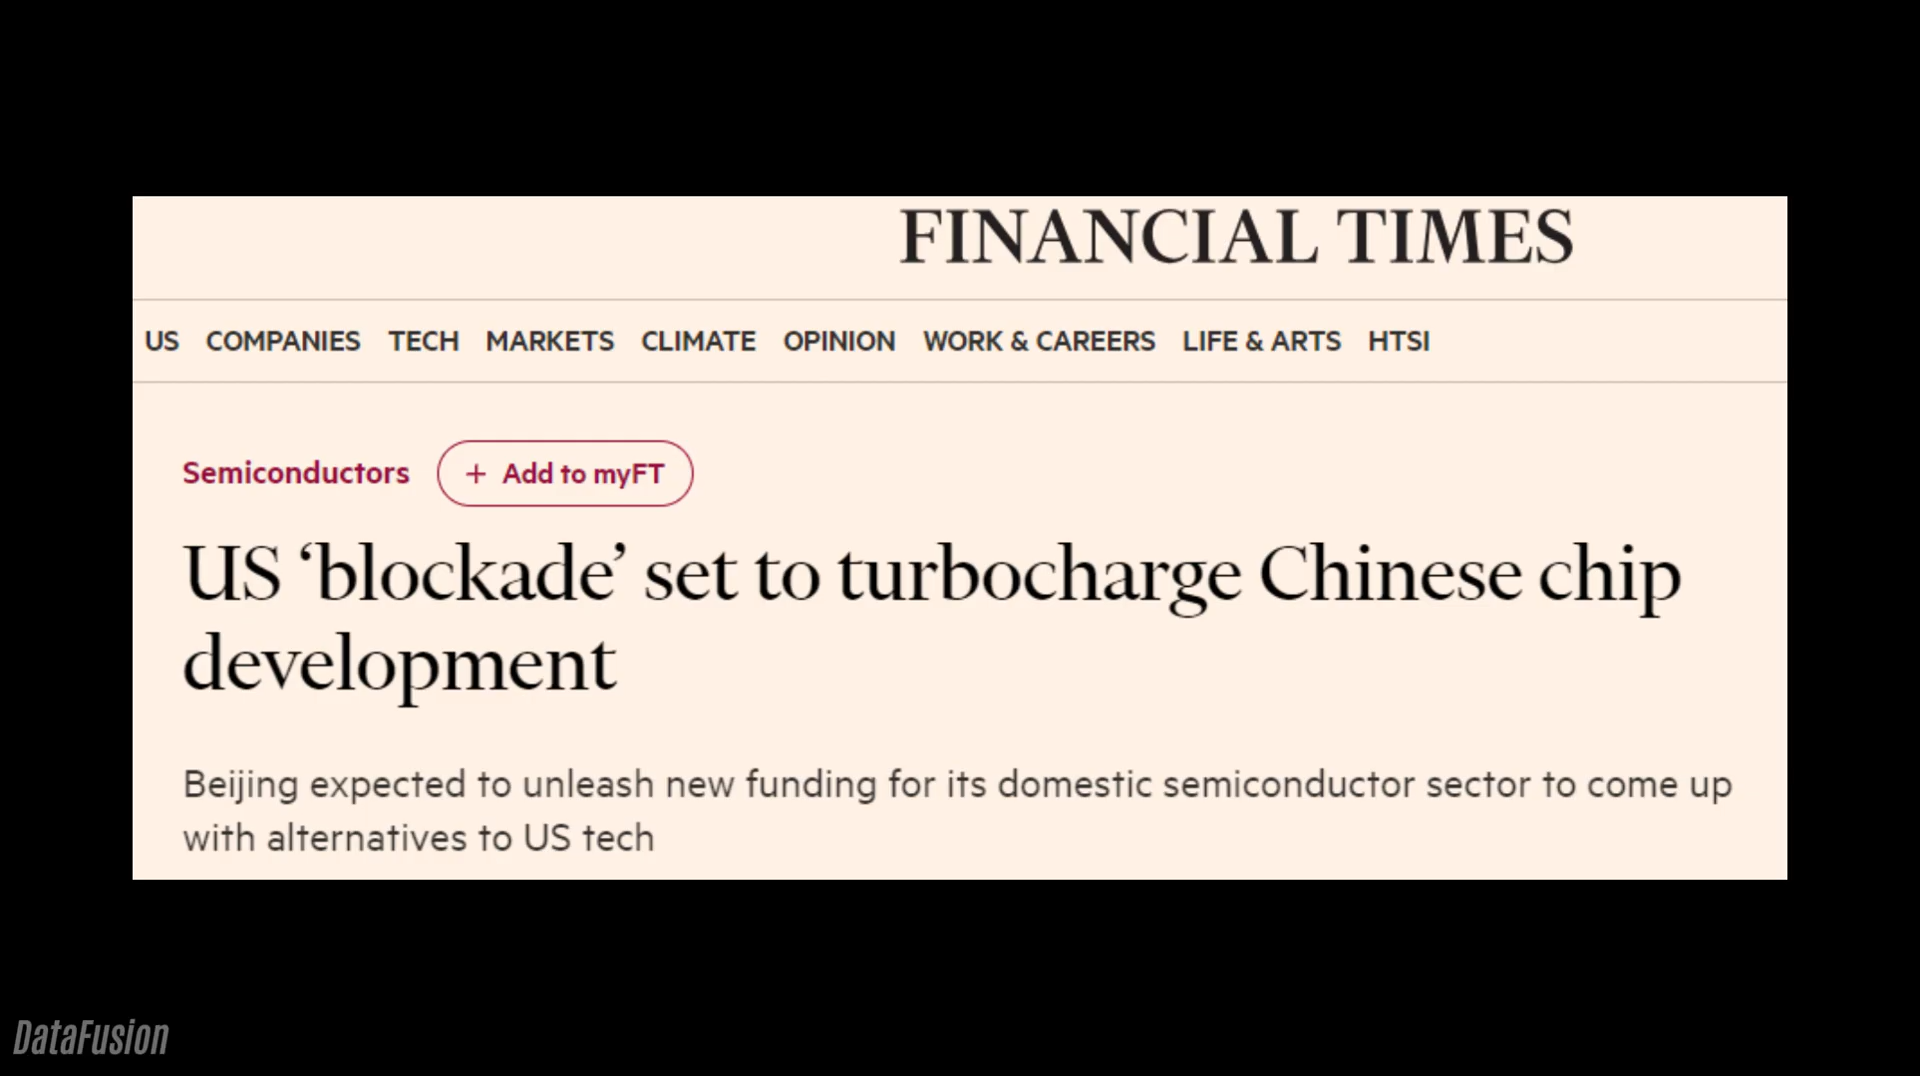 FINANCIAL TIMES
US COMPANIES TECH MARKETS CLIMATE OPINION WORK & CAREERS LIFE & ARTS HTSI
Semiconductors + Add to myFT
US ‘blockade’ set to turbocharge Chinese chip
development
Beijing expected to unleash new funding for its domestic semiconductor sector to come up
with alternatives to US tech
DataFusion